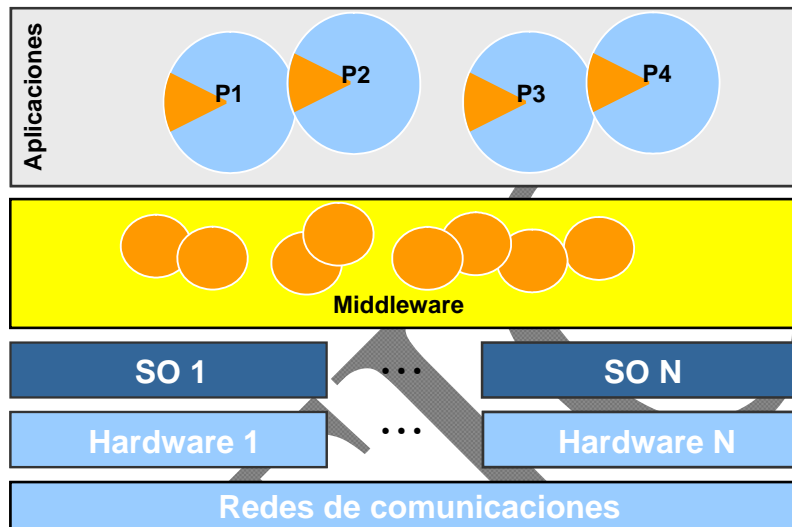 Aplicaciones
P1
P2
P3
P4
Middleware
SO 1
...
SO N
Hardware 1
...
Hardware N
Redes de comunicaciones